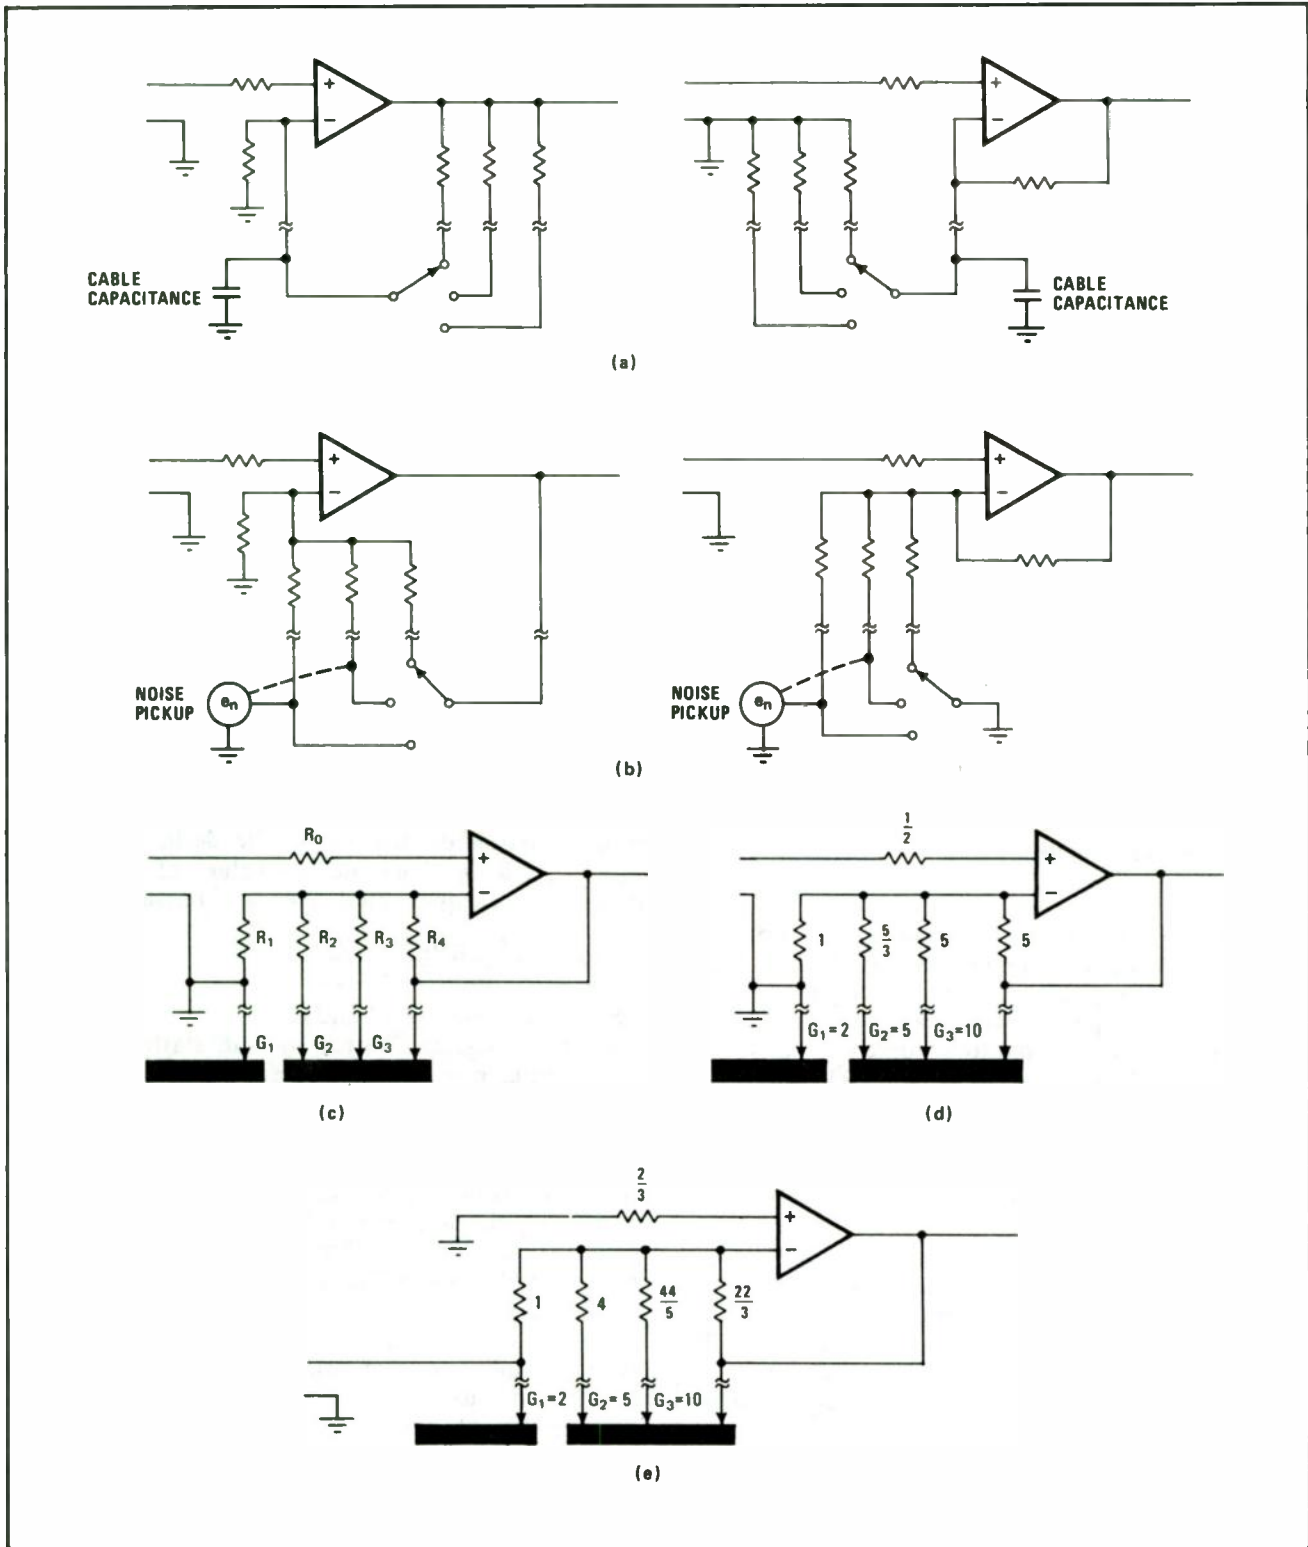 +
−
CABLE
CAPACITANCE
+
−
CABLE
CAPACITANCE
(a)
+
−
NOISE
PICKUP
en
+
−
NOISE
PICKUP
en
(b)
R0
+
−
R1
R2
R3
R4
G1
G2
G3
(c)
1/2
+
−
1
5/3
5
5
G1=2
G2=5
G3=10
(d)
2/3
+
−
1
4
44/5
22/3
G1=2
G2=5
G3=10
(e)